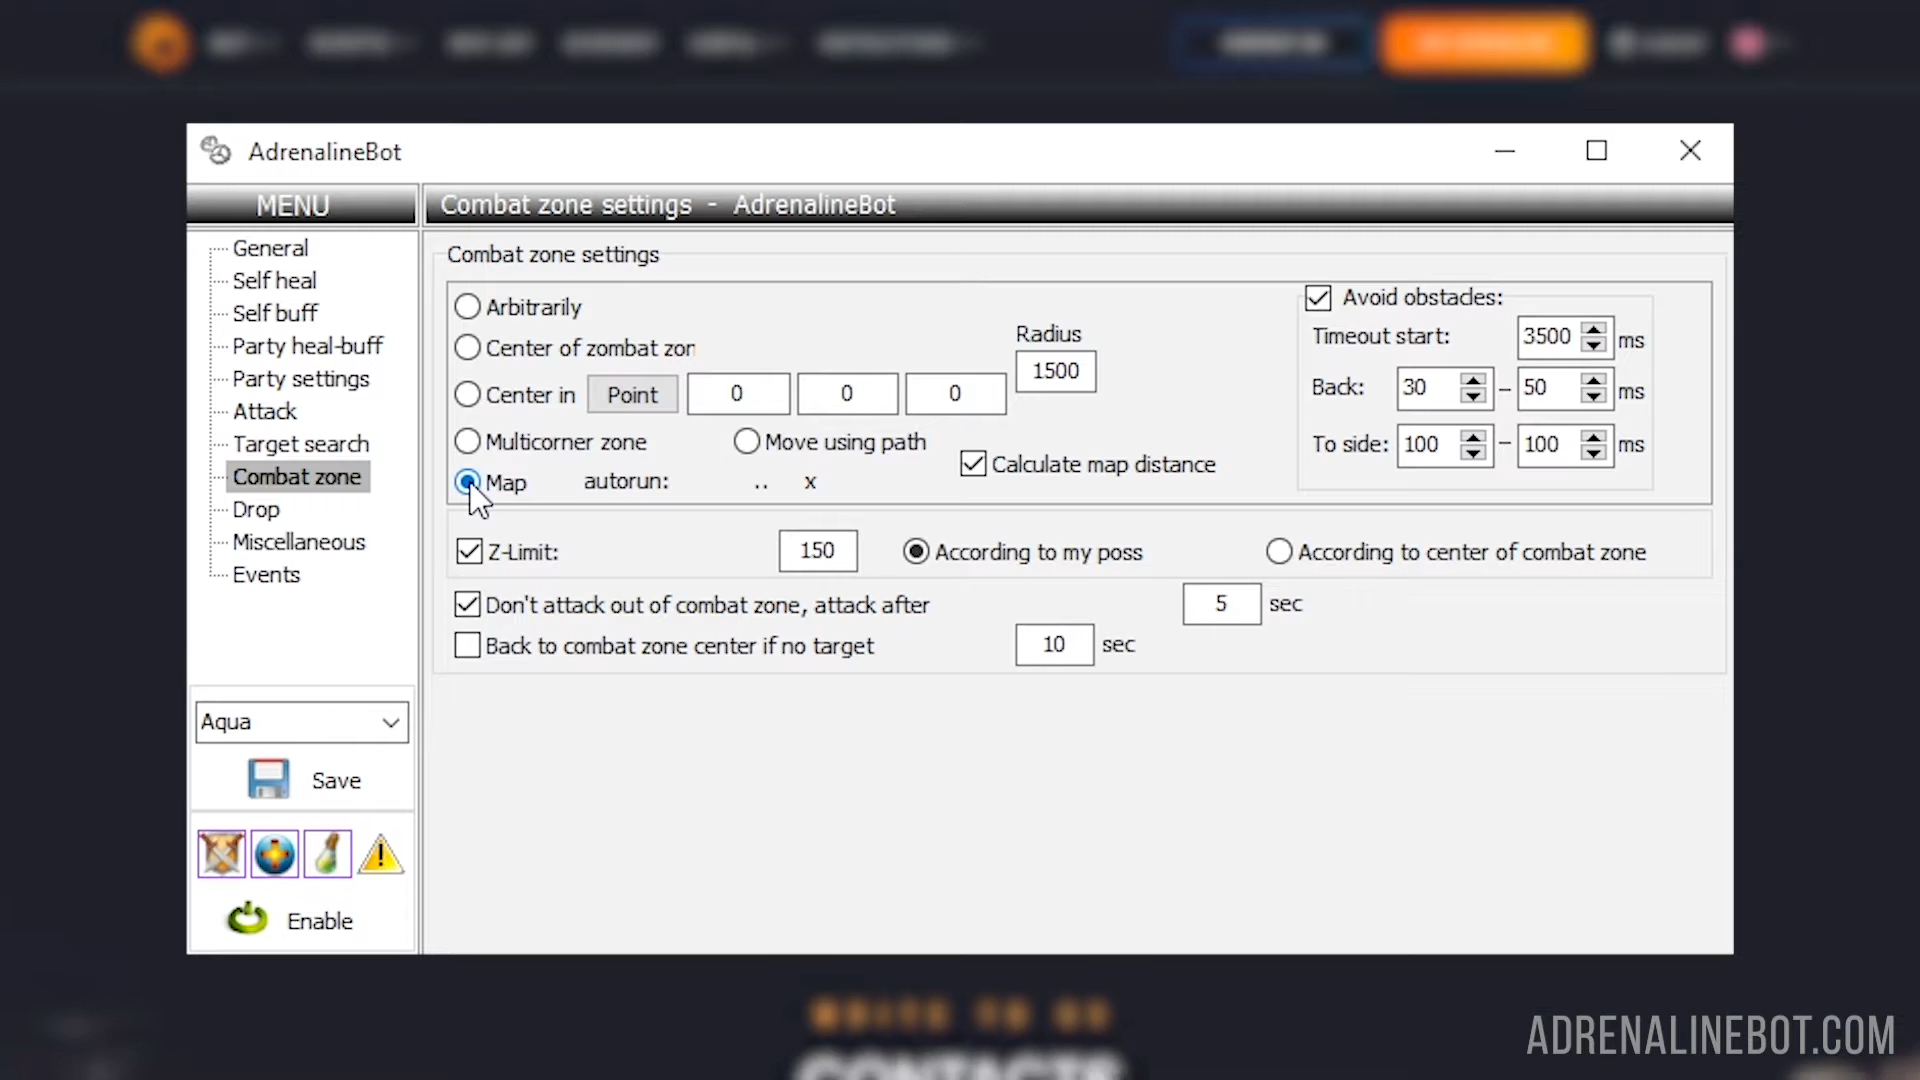 AdrenalineBot
MENU
Combat zone settings - AdrenalineBot
General
Self heal
Self buff
Party heal-buff
Party settings
Attack
Target search
Combat zone
Drop
Miscellaneous
Events
Aqua
Save
Enable
Combat zone settings
Arbitrarily
Center of zombat zon
Center in Point 0 0 0
Radius
1500
Multicorner zone Move using path
Map autorun: .. x
Calculate map distance
Avoid obstacles:
Timeout start: 3500 ms
Back: 30 - 50 ms
To side: 100 - 100 ms
Z-Limit: 150 According to my poss According to center of combat zone
Don't attack out of combat zone, attack after 5 sec
Back to combat zone center if no target 10 sec
WRITE TO US
CONTACTS
ADRENALINEBOT.COM